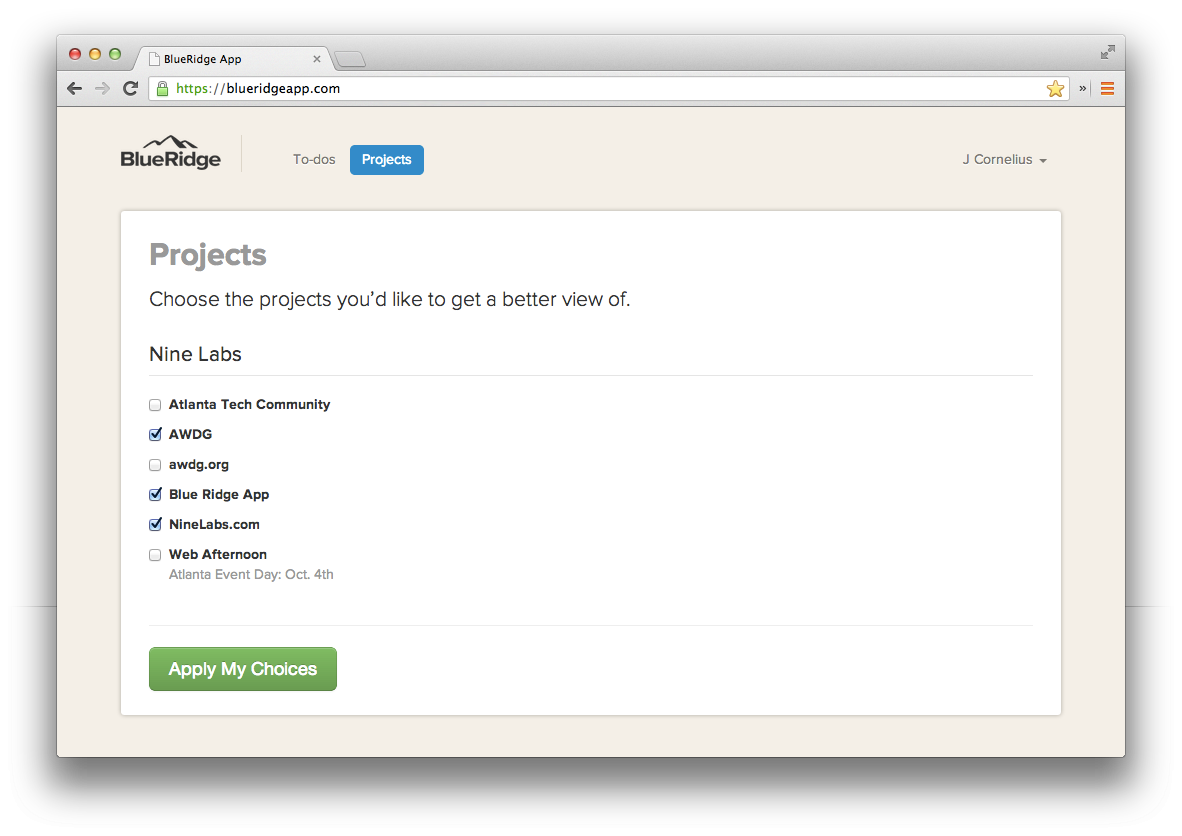 BlueRidge App
https://blueridgeapp.com
BlueRidge
To-dos
Projects
J Cornelius
Projects
Choose the projects you’d like to get a better view of.
Nine Labs
Atlanta Tech Community
AWDG
awdg.org
Blue Ridge App
NineLabs.com
Web Afternoon
Atlanta Event Day: Oct. 4th
Apply My Choices